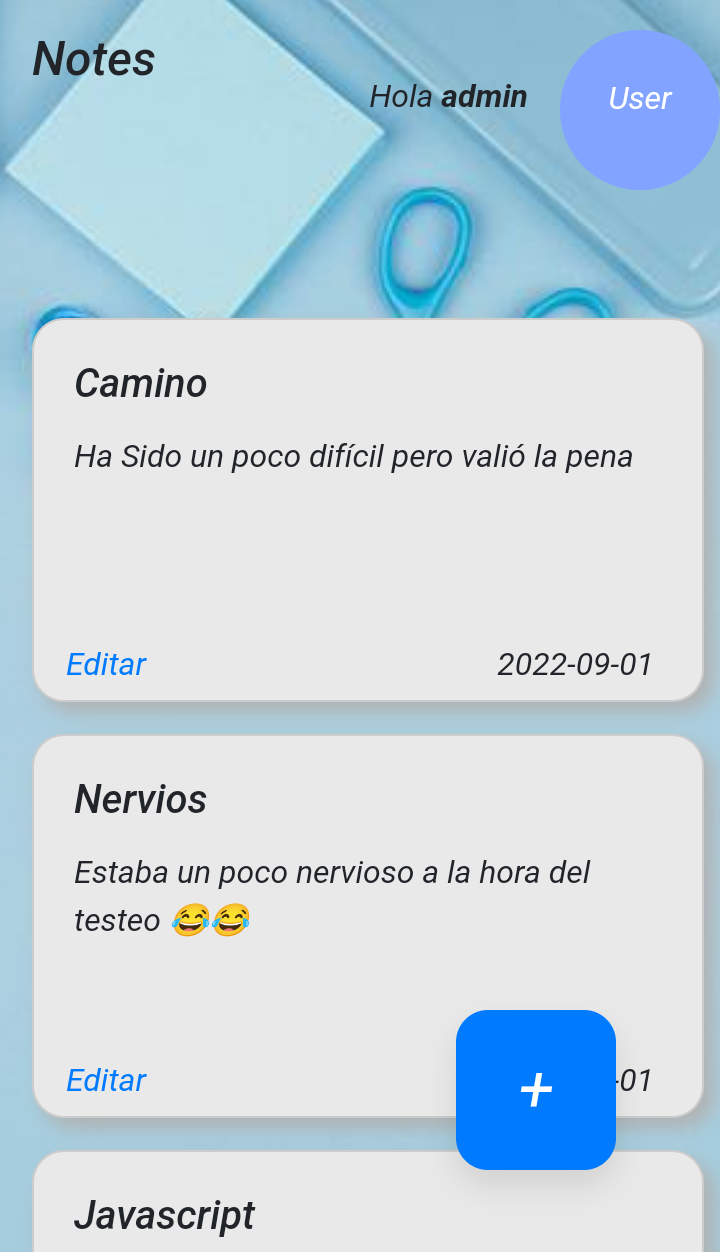 Notes
Hola admin
User
Camino
Ha Sido un poco difícil pero valió la pena
Editar
2022-09-01
Nervios
Estaba un poco nervioso a la hora del
testeo 😂😂
Editar
-01
+
Javascript